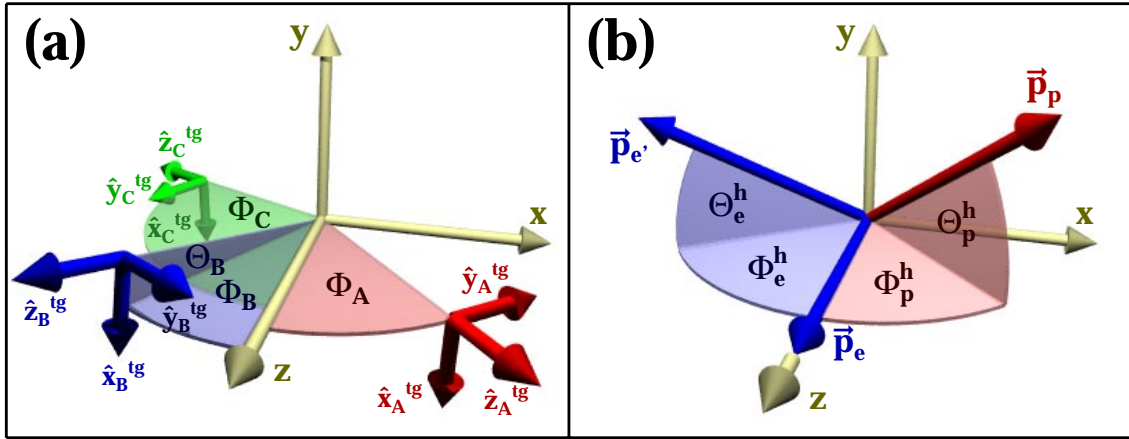 (a)
y
x
z
ẑ_C^tg
ŷ_C^tg
x̂_C^tg
Φ_C
Θ_B
Φ_B
Φ_A
ẑ_B^tg
ŷ_B^tg
x̂_B^tg
ŷ_A^tg
x̂_A^tg
ẑ_A^tg
(b)
y
x
z
p⃗_p
p⃗_e'
p⃗_e
Θ_e^h
Φ_e^h
Θ_p^h
Φ_p^h